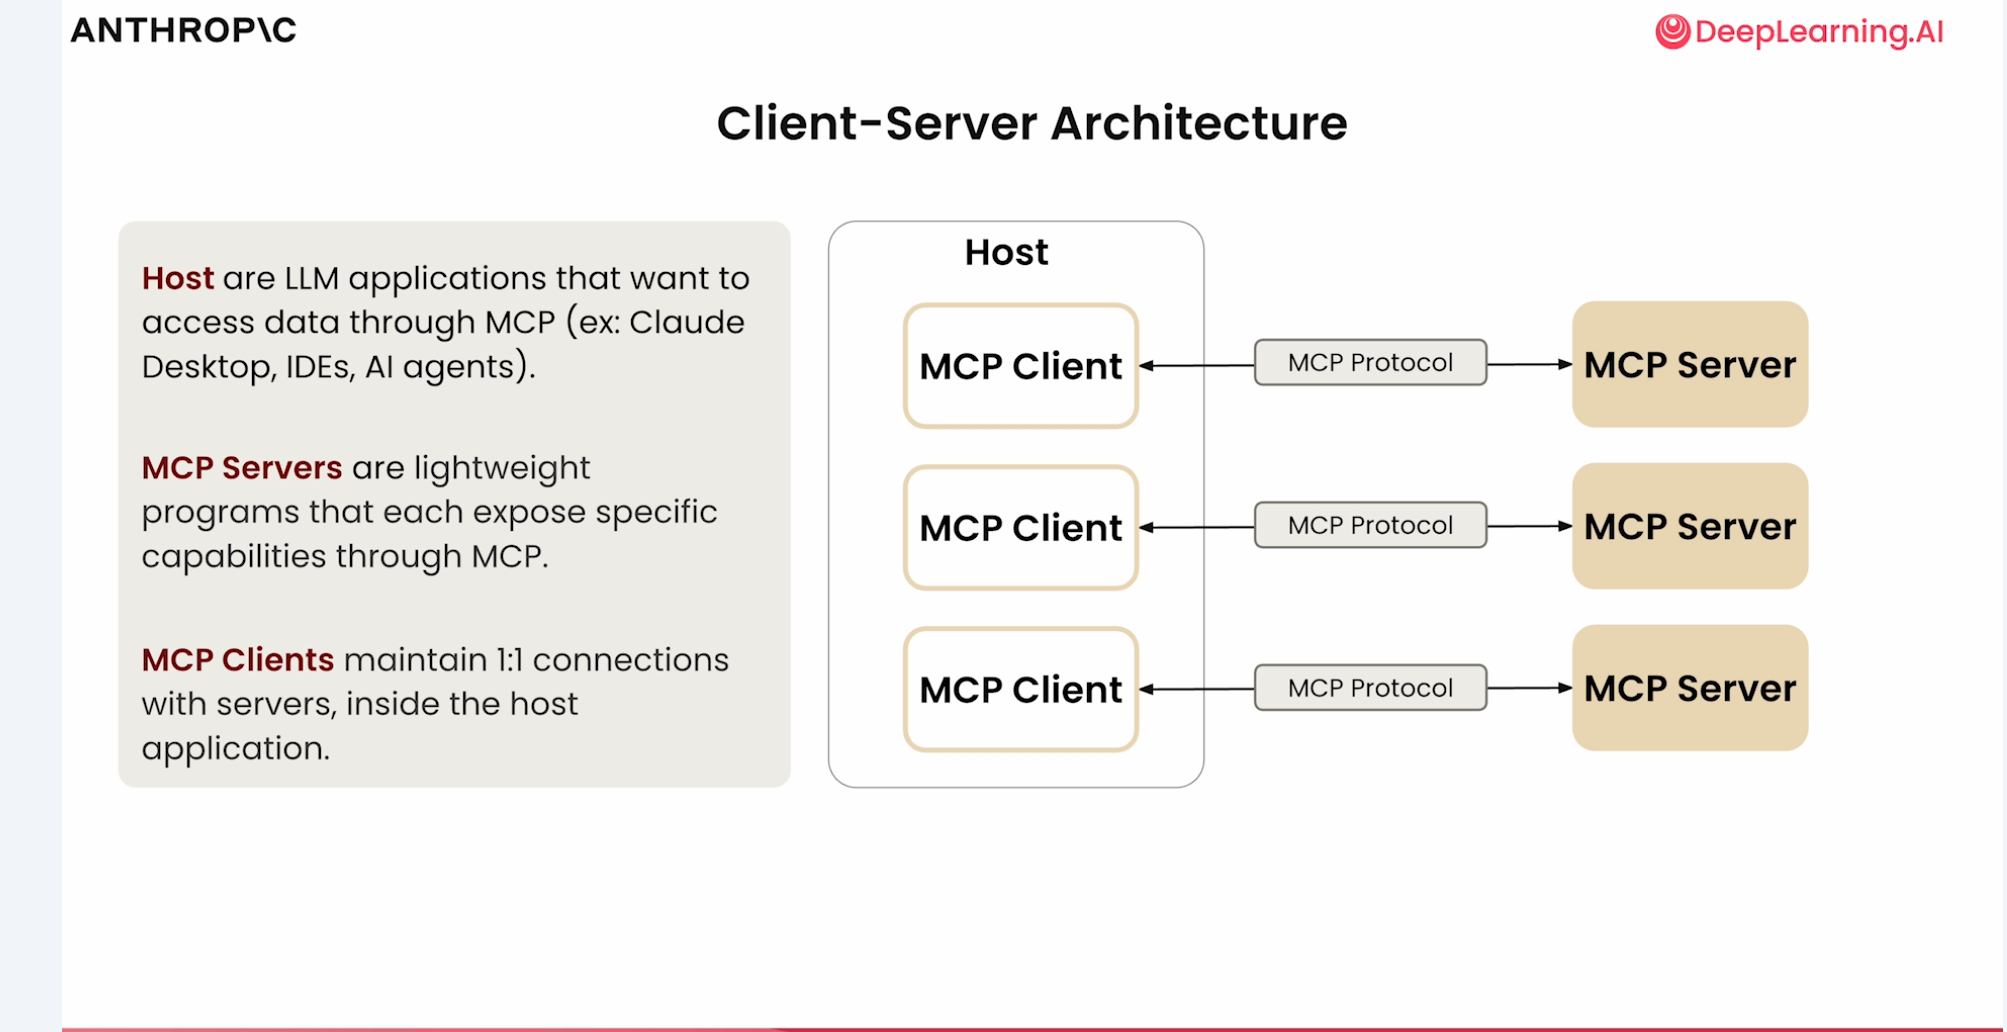 ANTHROP\C
DeepLearning.AI
Client-Server Architecture
Host are LLM applications that want to
access data through MCP (ex: Claude
Desktop, IDEs, AI agents).
MCP Servers are lightweight
programs that each expose specific
capabilities through MCP.
MCP Clients maintain 1:1 connections
with servers, inside the host
application.
Host
MCP Client
MCP Protocol
MCP Server
MCP Client
MCP Protocol
MCP Server
MCP Client
MCP Protocol
MCP Server